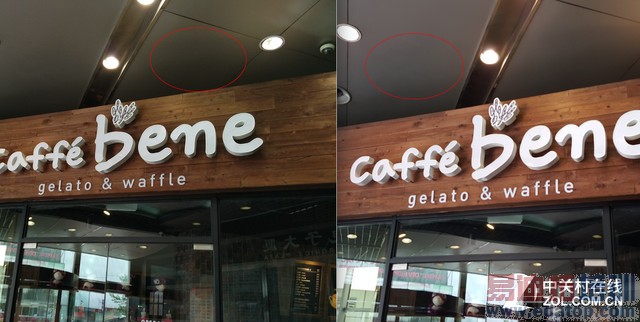 caffé bene
gelato & waffle
caffé bene
gelato & waffle
中关村在线
ZOL.COM.CN